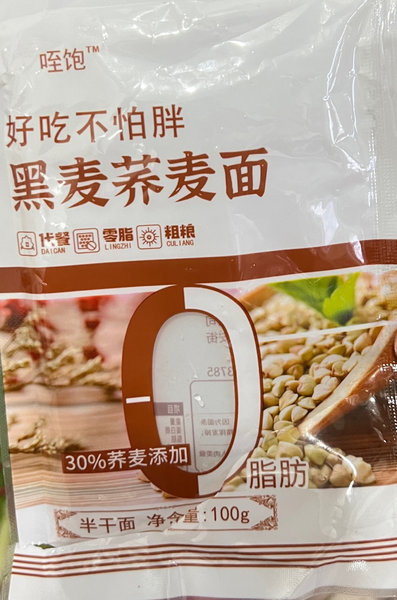 咥饱™
好吃不怕胖
黑麦荞麦面
代餐 零脂 粗粮
DAICAN LINGZHI CULIANG
0
30%荞麦添加
脂肪
半干面 净含量:100g